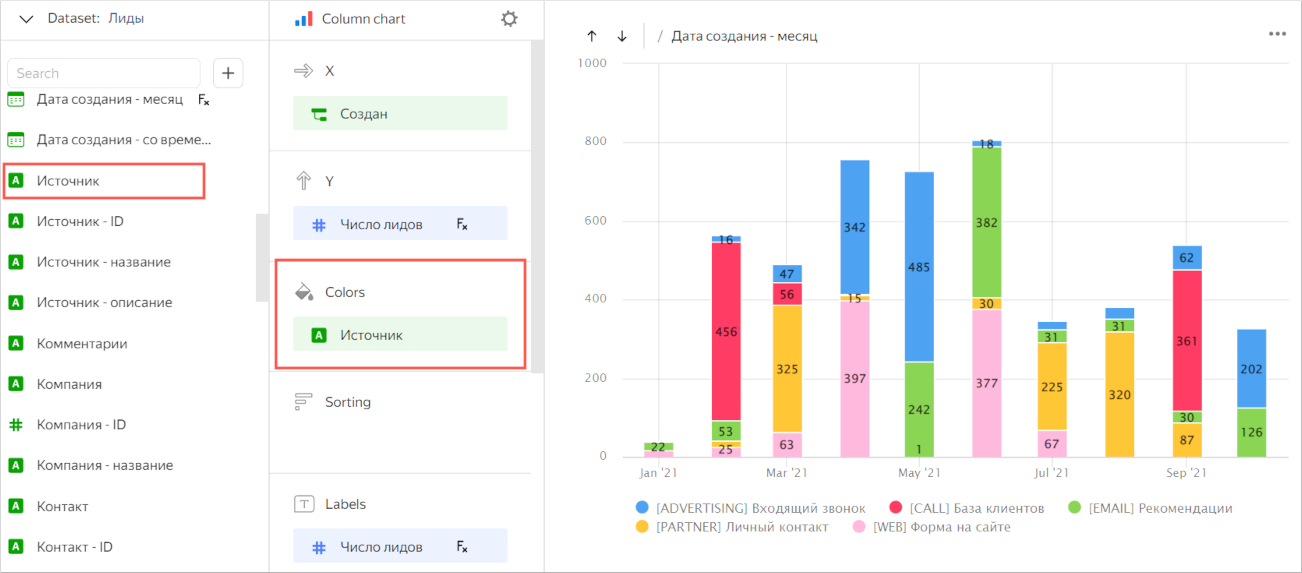 Dataset: Лиды
Search
+
Дата создания - месяц Fx
Дата создания - со време...
A Источник
A Источник - ID
A Источник - название
A Источник - описание
A Комментарии
A Компания
# Компания - ID
A Компания - название
A Контакт
A Контакт - ID
Column chart
X
Создан
Y
# Число лидов Fx
Colors
A Источник
Sorting
T Labels
# Число лидов Fx
↑ ↓ / Дата создания - месяц
1000
800
600
400
200
0
22
16
456
53
25
47
56
325
63
342
15
397
485
242
1
18
382
30
377
31
225
67
31
320
62
361
30
87
202
126
Jan '21 Mar '21 May '21 Jul '21 Sep '21
[ADVERTISING] Входящий звонок [CALL] База клиентов [EMAIL] Рекомендации
[PARTNER] Личный контакт [WEB] Форма на сайте